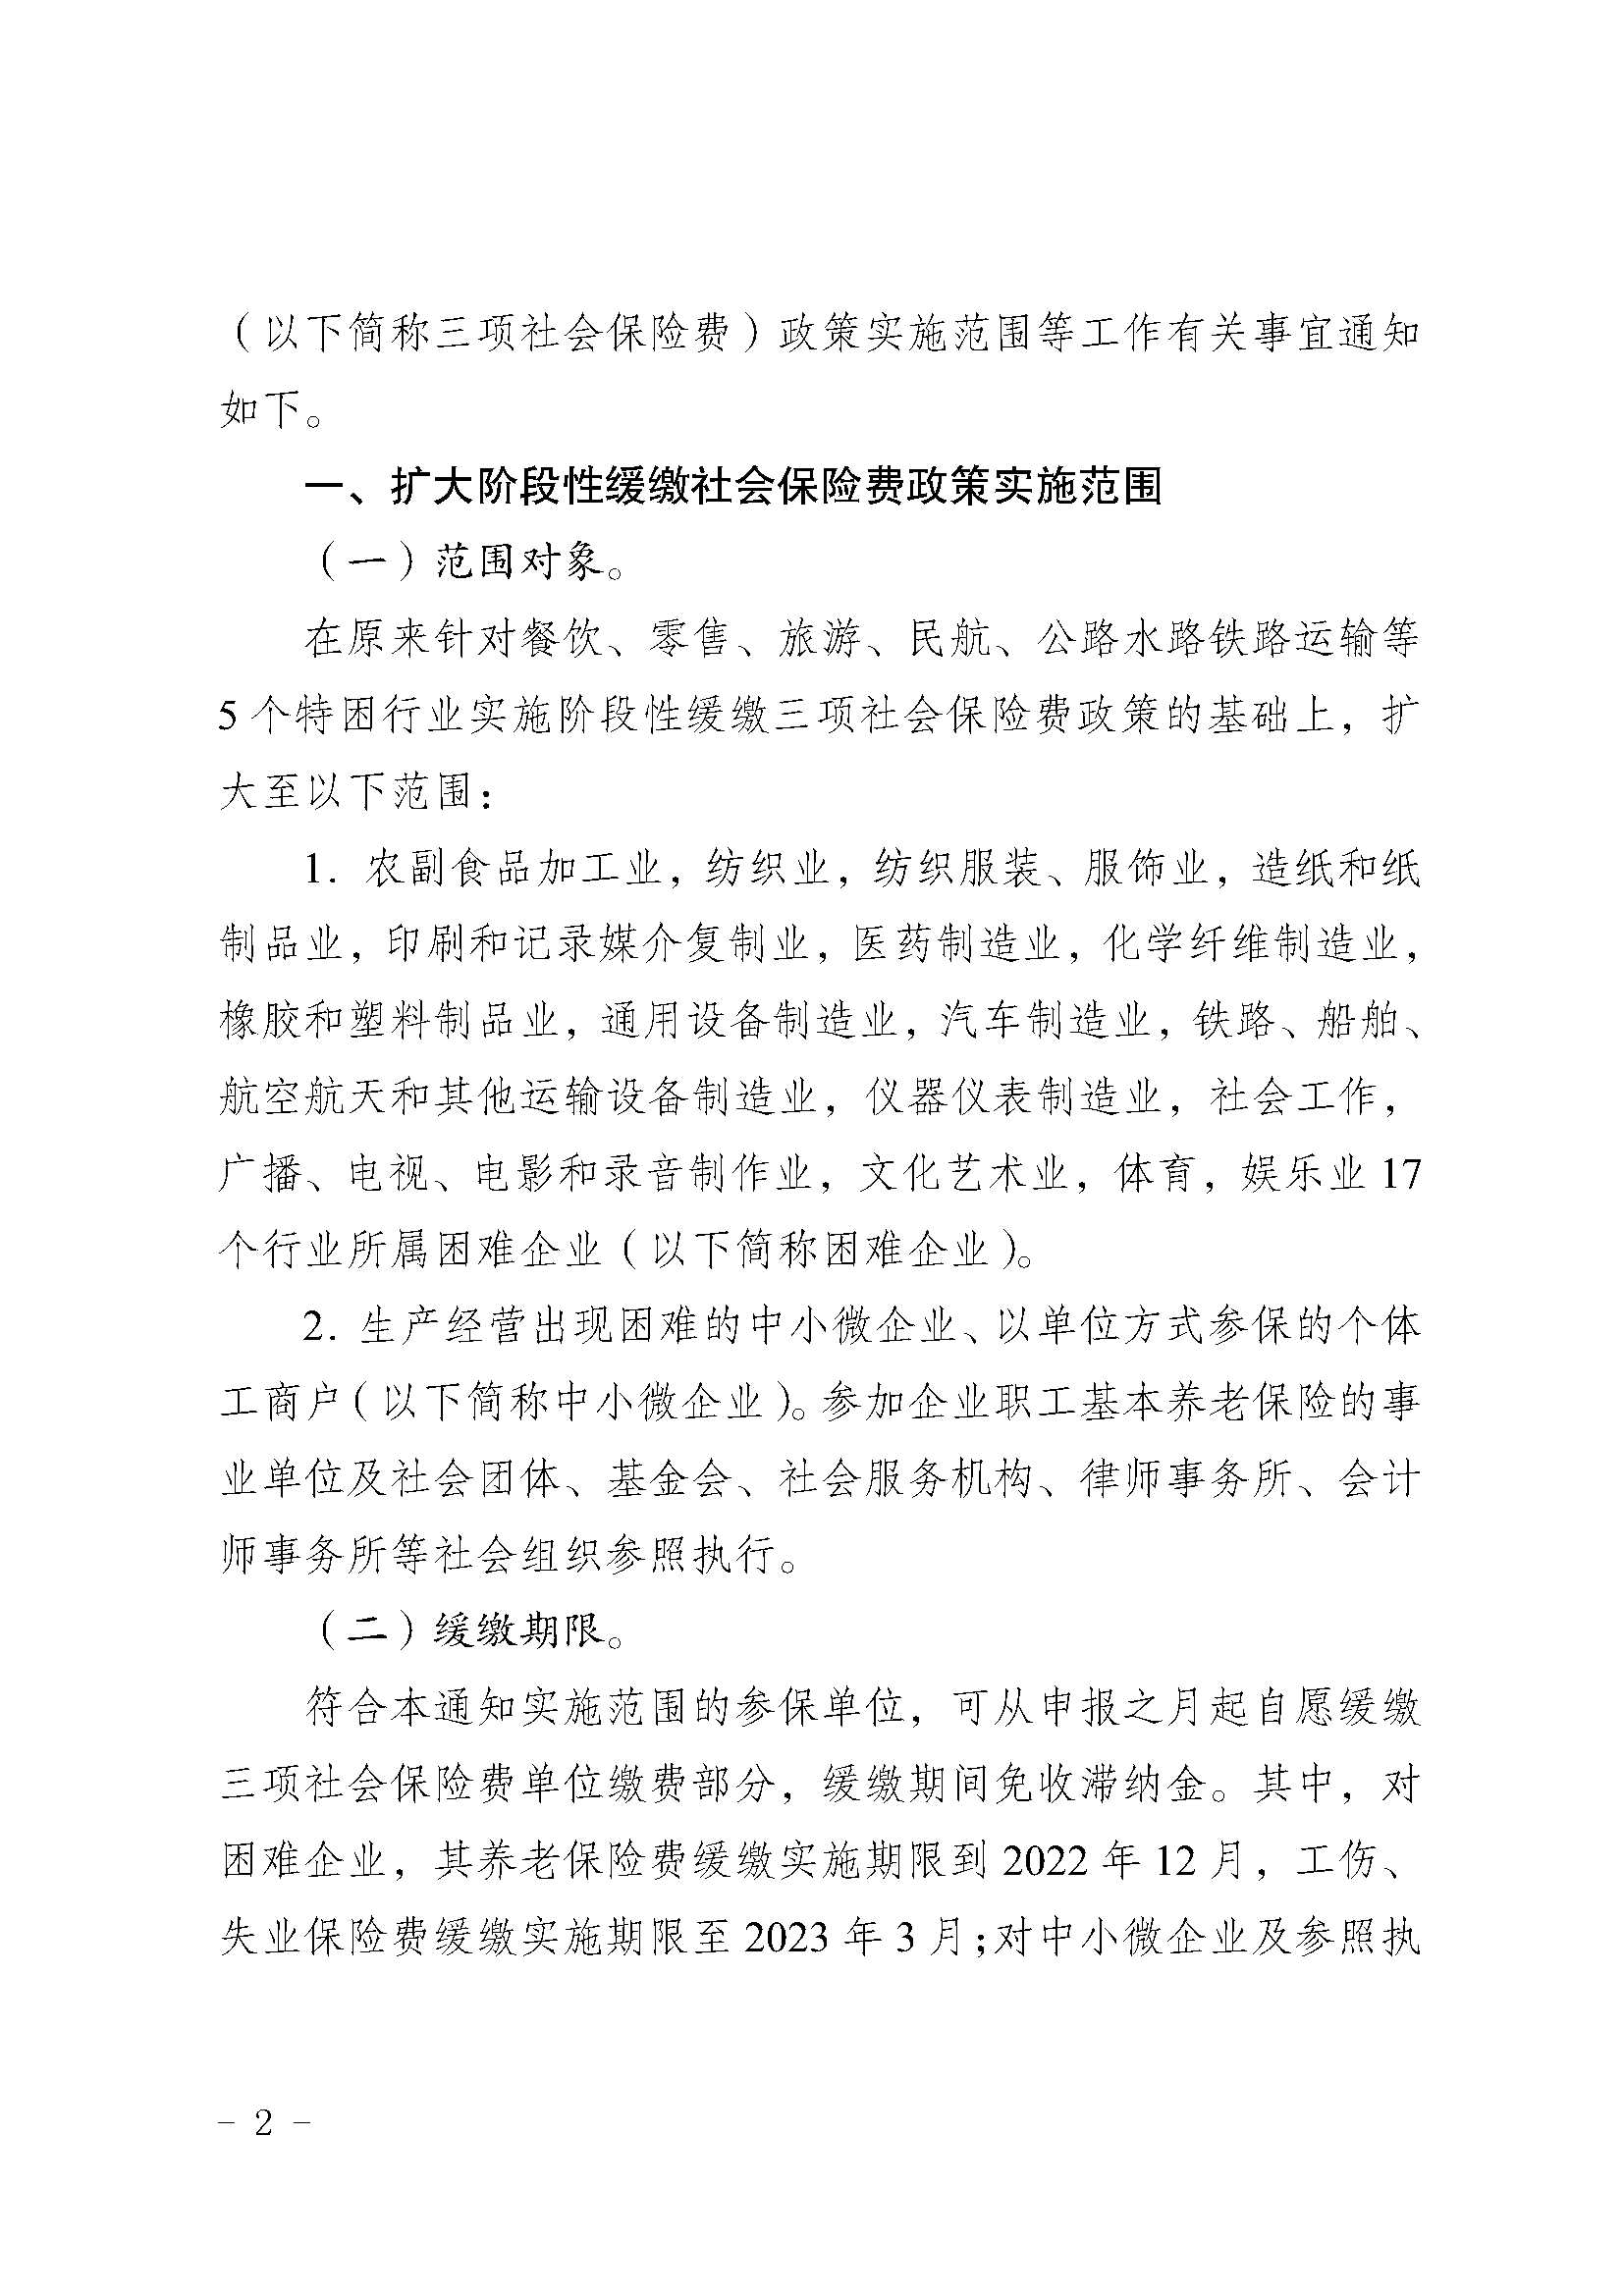 （以下简称三项社会保险费）政策实施范围等工作有关事宜通知
如下。
一、扩大阶段性缓缴社会保险费政策实施范围
（一）范围对象。
在原来针对餐饮、零售、旅游、民航、公路水路铁路运输等
5 个特困行业实施阶段性缓缴三项社会保险费政策的基础上，扩
大至以下范围：
1. 农副食品加工业，纺织业，纺织服装、服饰业，造纸和纸
制品业，印刷和记录媒介复制业，医药制造业，化学纤维制造业，
橡胶和塑料制品业，通用设备制造业，汽车制造业，铁路、船舶、
航空航天和其他运输设备制造业，仪器仪表制造业，社会工作，
广播、电视、电影和录音制作业，文化艺术业，体育，娱乐业 17
个行业所属困难企业（以下简称困难企业）。
2. 生产经营出现困难的中小微企业、以单位方式参保的个体
工商户（以下简称中小微企业）。参加企业职工基本养老保险的事
业单位及社会团体、基金会、社会服务机构、律师事务所、会计
师事务所等社会组织参照执行。
（二）缓缴期限。
符合本通知实施范围的参保单位，可从申报之月起自愿缓缴
三项社会保险费单位缴费部分，缓缴期间免收滞纳金。其中，对
困难企业，其养老保险费缓缴实施期限到 2022 年 12 月，工伤、
失业保险费缓缴实施期限至 2023 年 3 月；对中小微企业及参照执
- 2 -